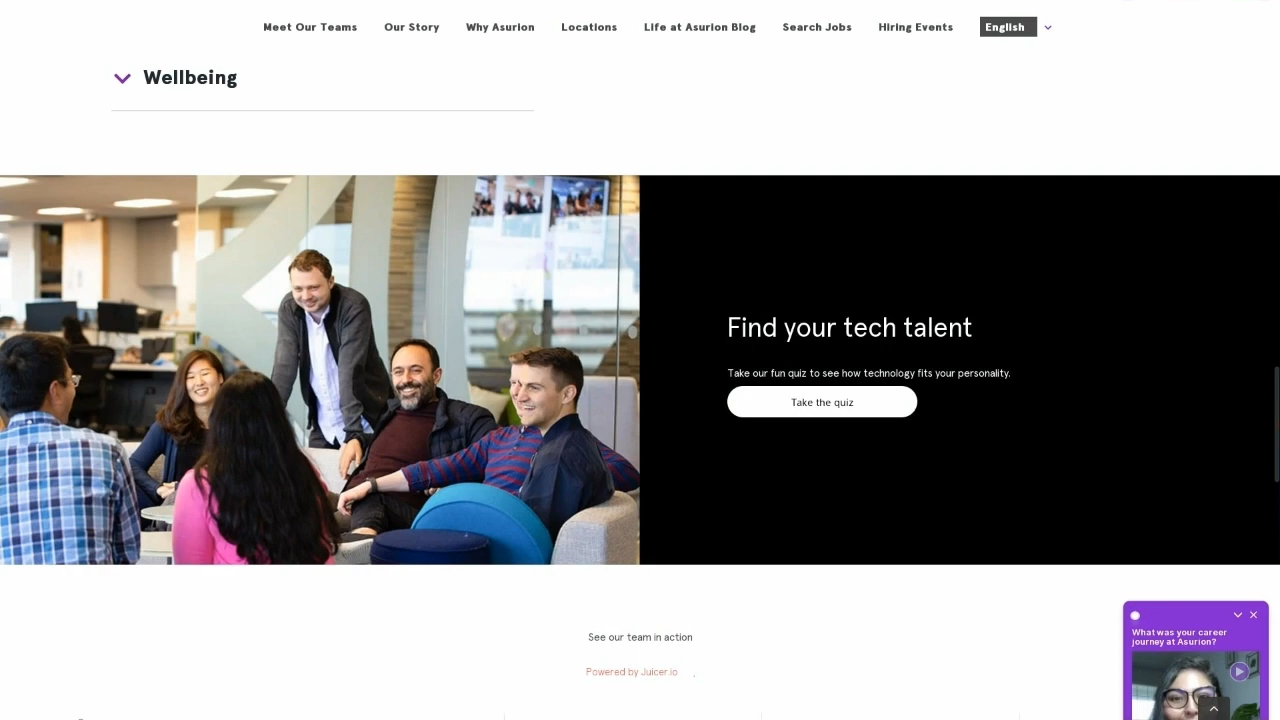 Meet Our Teams
Our Story
Why Asurion
Locations
Life at Asurion Blog
Search Jobs
Hiring Events
English
Wellbeing
Find your tech talent
Take our fun quiz to see how technology fits your personality.
Take the quiz
See our team in action
Powered by Juicer.io
What was your career
journey at Asurion?